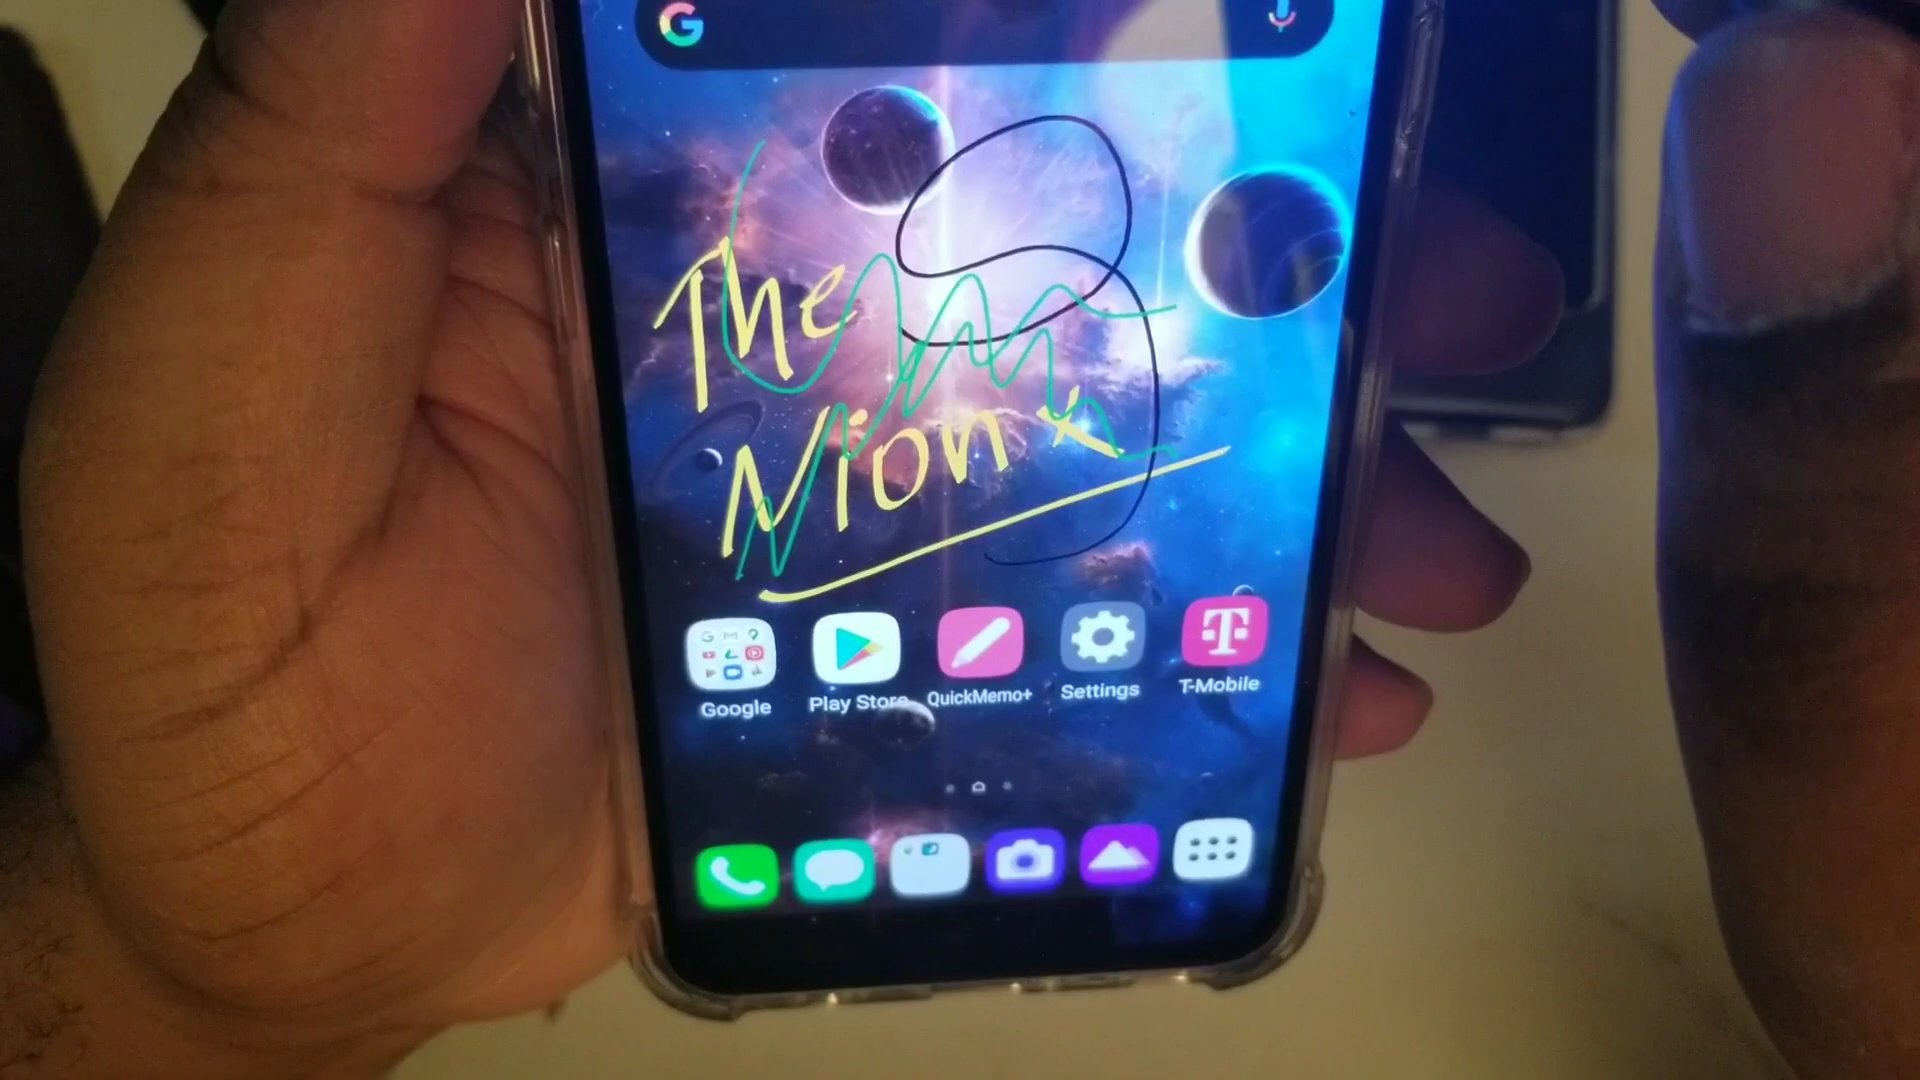 The
Nion x
Google
Play Store
QuickMemo+
Settings
T-Mobile